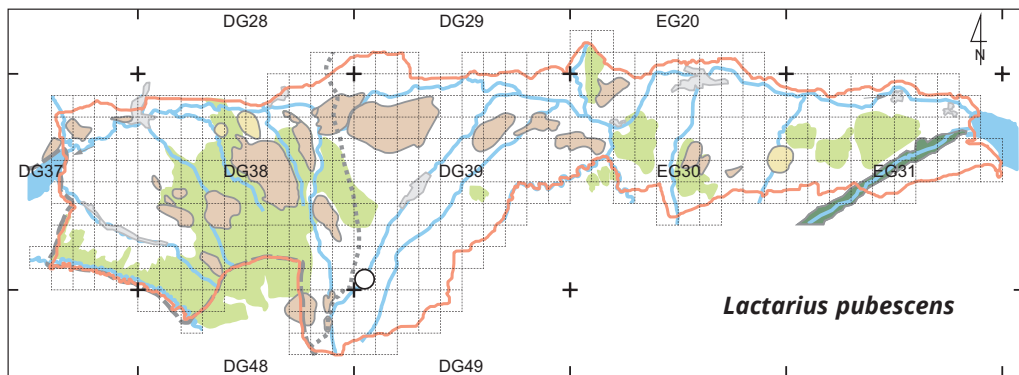 DG28 DG29 EG20
N
DG37 DG38 DG39 EG30 EG31
Lactarius pubescens
DG48 DG49